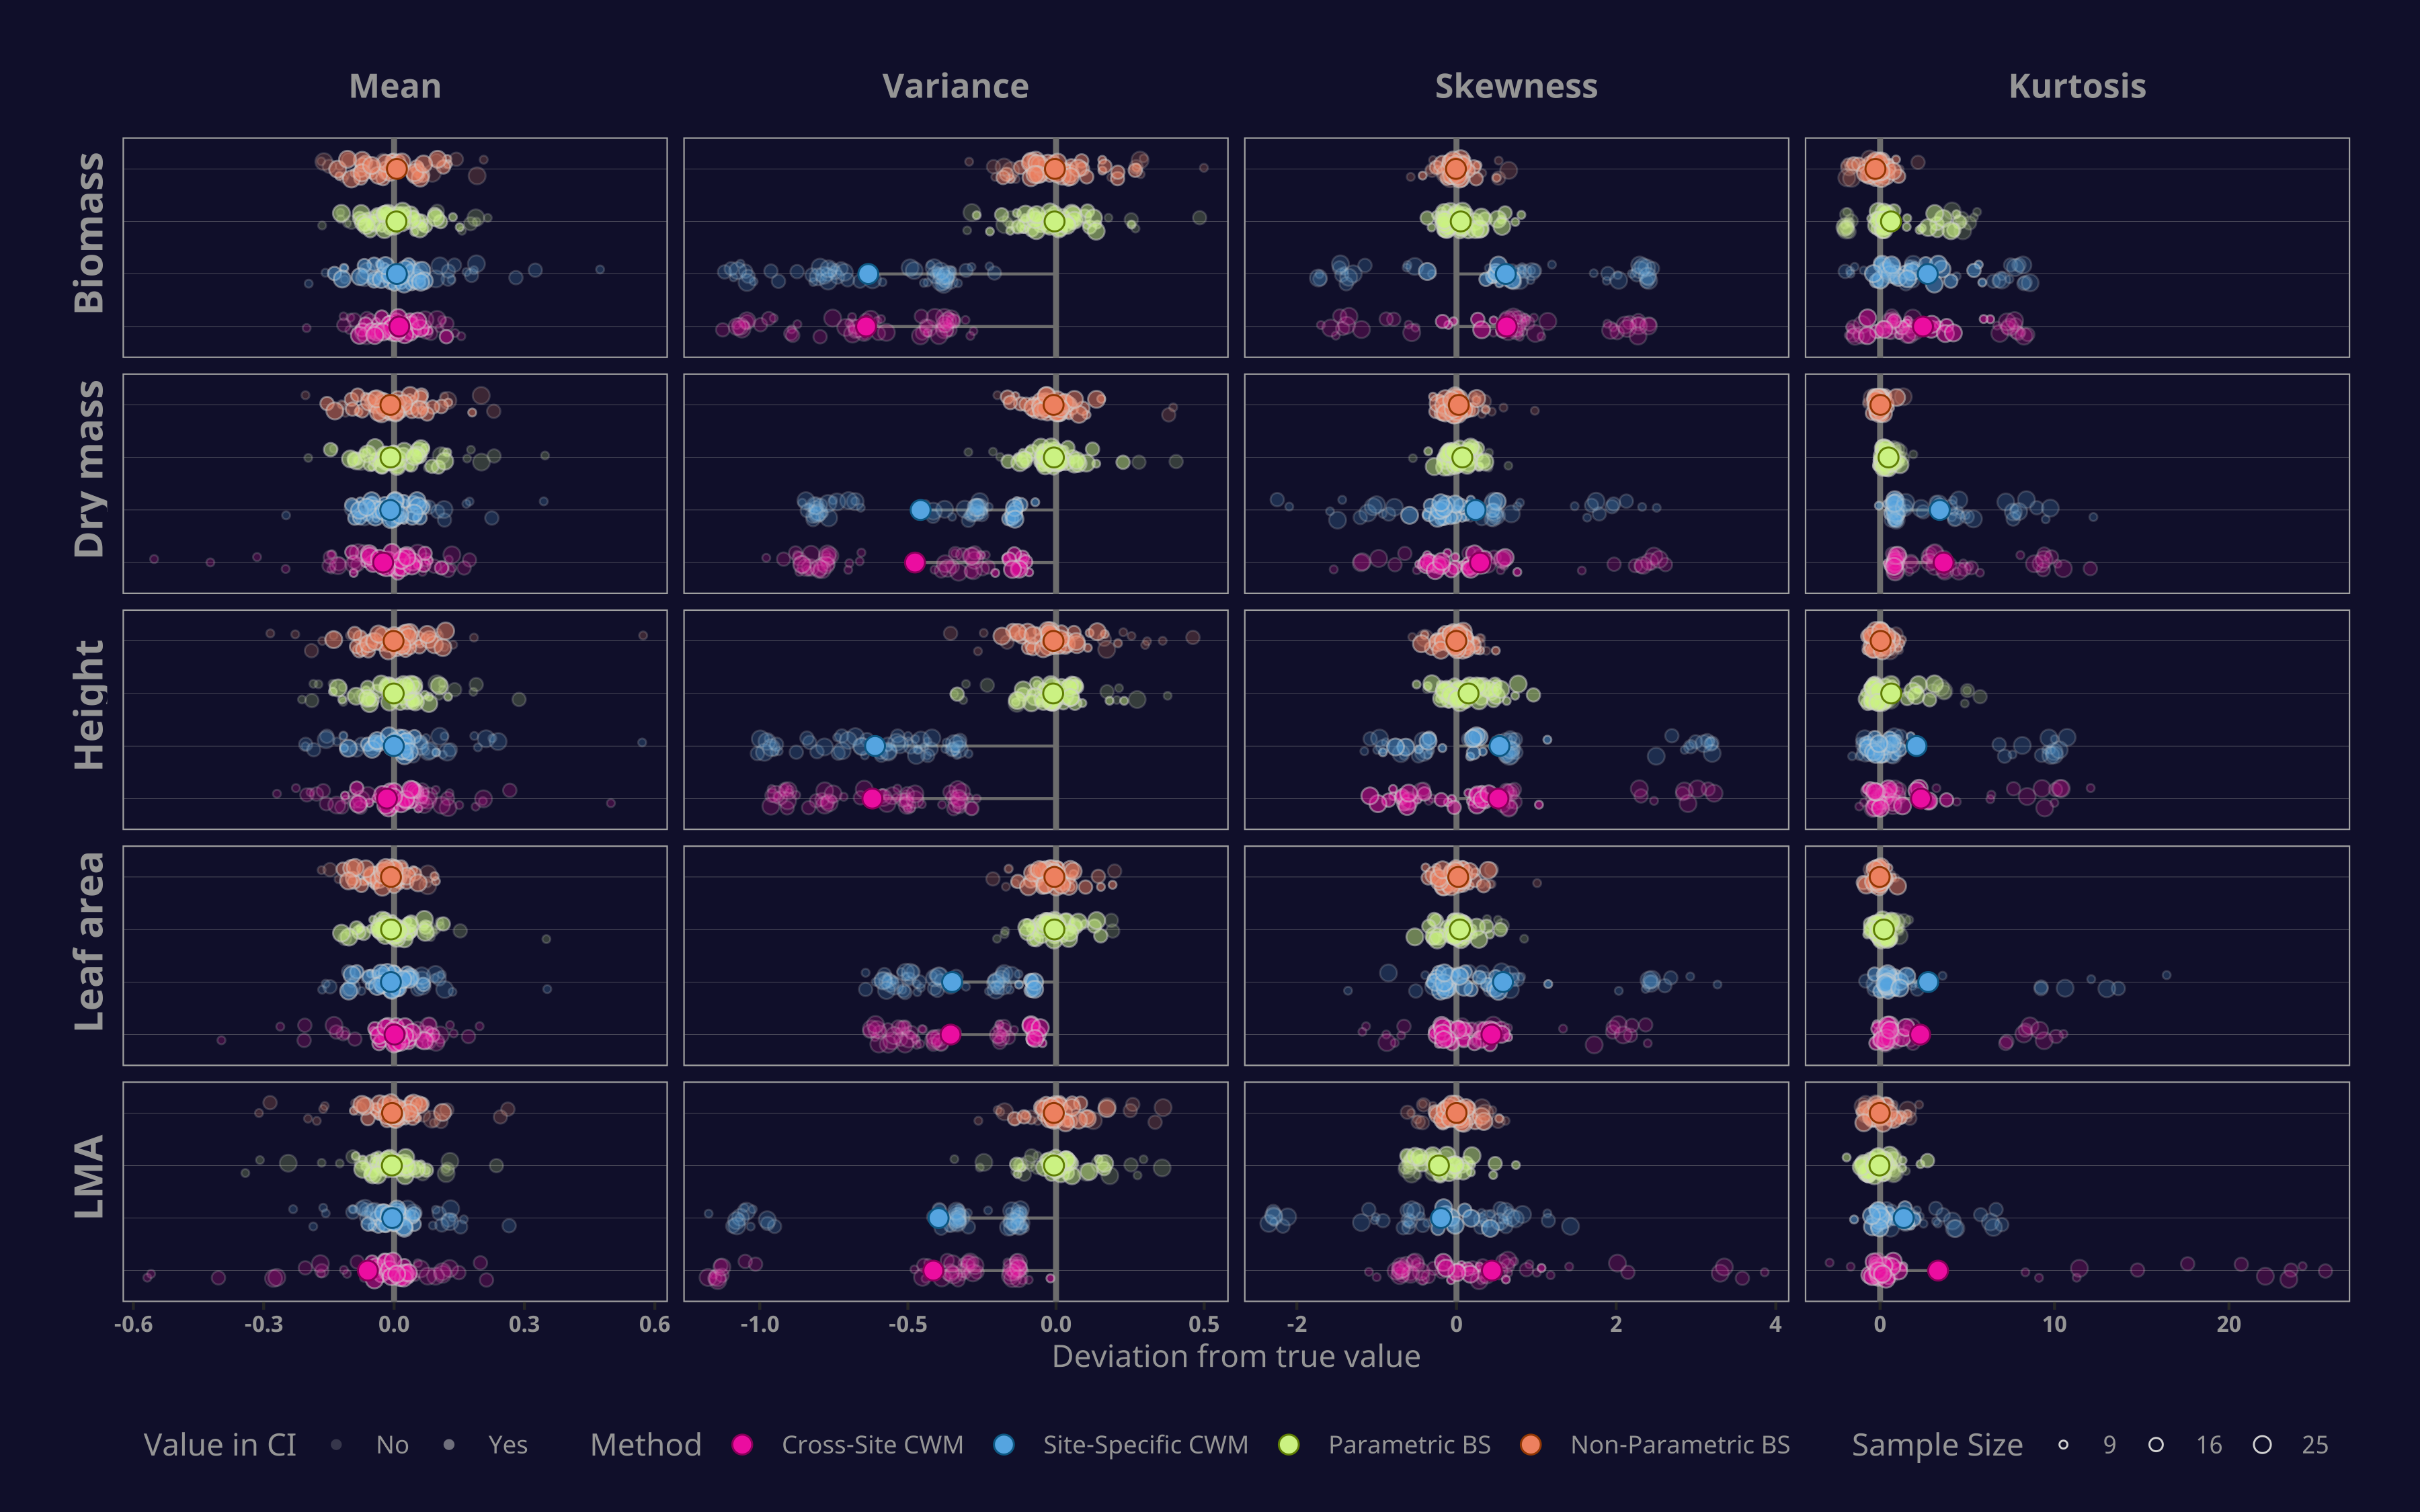 Mean Variance Skewness Kurtosis
Biomass
Dry mass
Height
Leaf area
LMA
-0.6 -0.3 0.0 0.3 0.6 -1.0 -0.5 0.0 0.5 -2 0 2 4 0 10 20
Deviation from true value
Value in CI No Yes Method Cross-Site CWM Site-Specific CWM Parametric BS Non-Parametric BS Sample Size 9 16 25